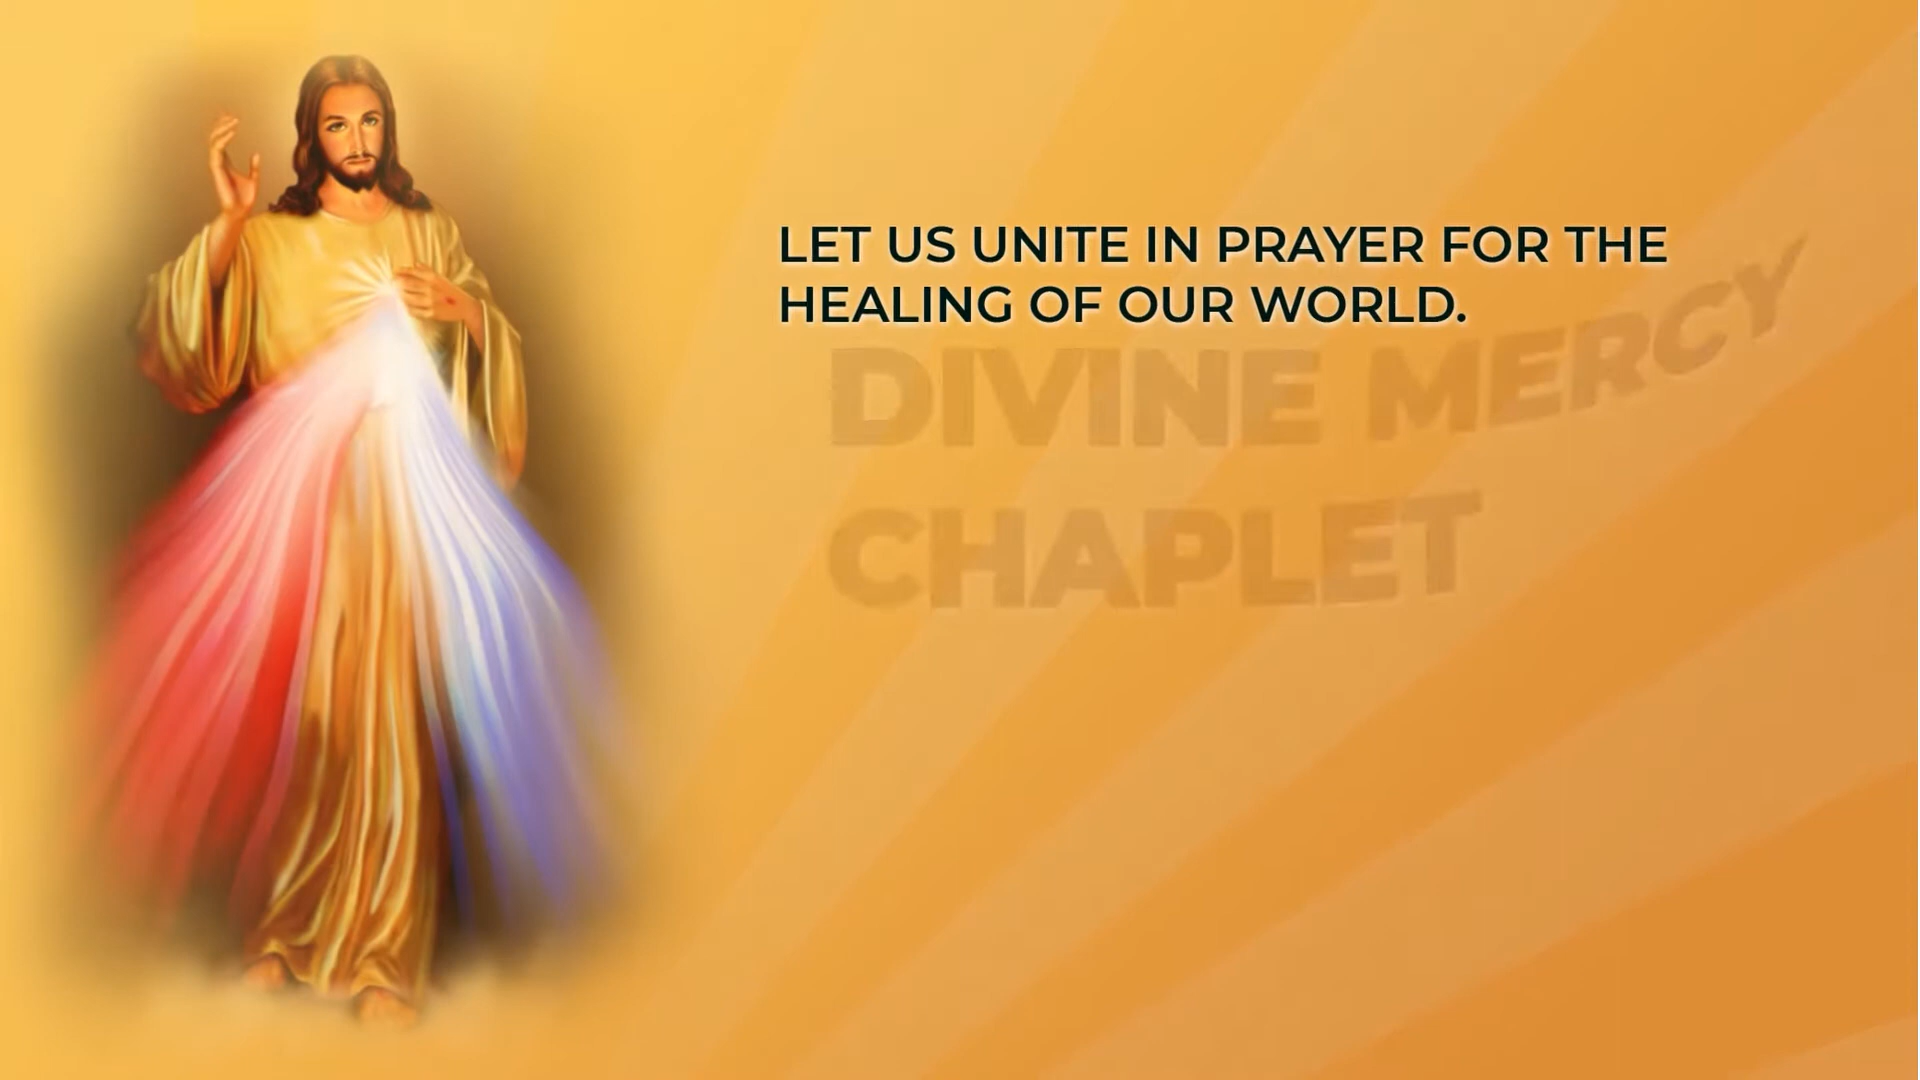 LET US UNITE IN PRAYER FOR THE
HEALING OF OUR WORLD.
DIVINE MERCY
CHAPLET